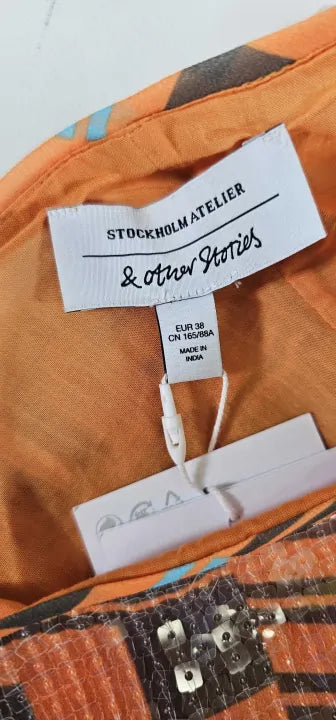 STOCKHOLM ATELIER
& other Stories
EUR 38
CN 165/88A
MADE IN
INDIA